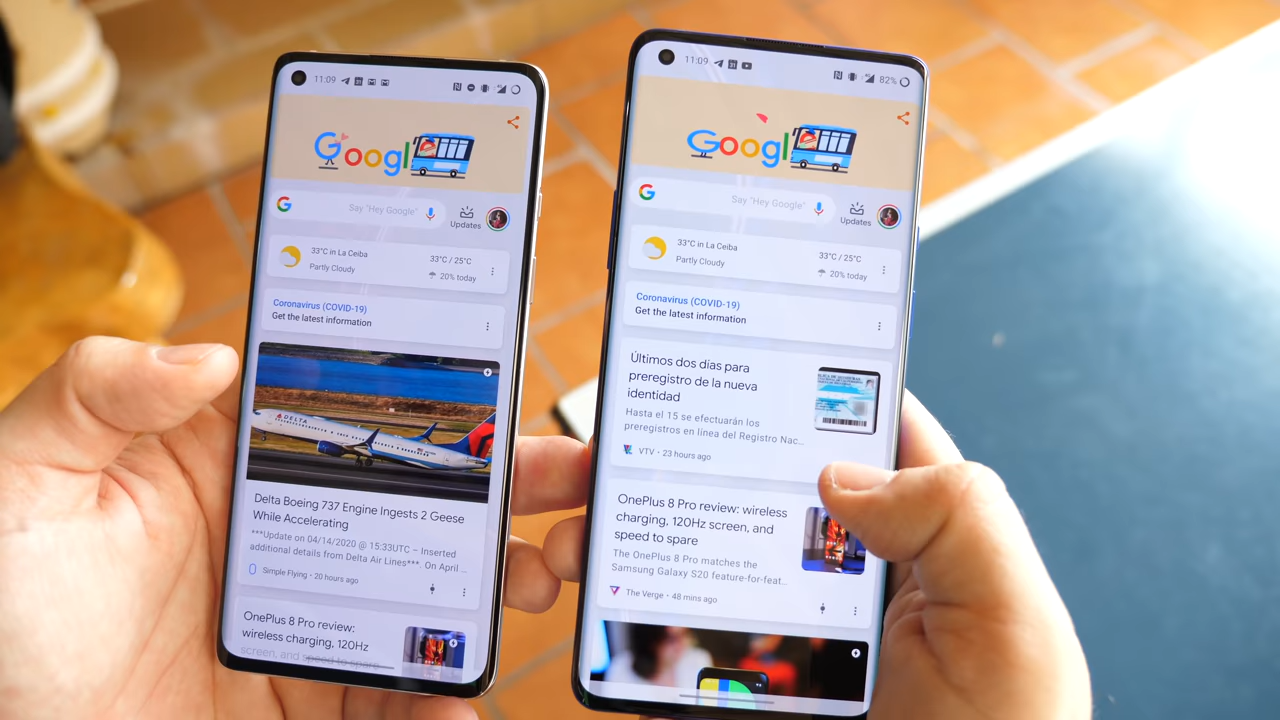 11:09
Googl
Say "Hey Google"
Updates
33°C in La Ceiba
Partly Cloudy
33°C / 25°C
20% today
Coronavirus (COVID-19)
Get the latest information
DELTA
Delta Boeing 737 Engine Ingests 2 Geese
While Accelerating
***Update on 04/14/2020 @ 15:33UTC – Inserted
additional details from Delta Air Lines***. On April ...
Simple Flying • 20 hours ago
OnePlus 8 Pro review:
wireless charging, 120Hz
screen, and speed to spare
11:09
82%
Googl
Say "Hey Google"
Updates
33°C in La Ceiba
Partly Cloudy
33°C / 25°C
20% today
Coronavirus (COVID-19)
Get the latest information
Últimos dos días para
preregistro de la nueva
identidad
Hasta el 15 se efectuarán los
preregistros en línea del Registro Nac...
VTV • 23 hours ago
OnePlus 8 Pro review: wireless
charging, 120Hz screen, and
speed to spare
The OnePlus 8 Pro matches the
Samsung Galaxy S20 feature-for-feat...
The Verge • 48 mins ago